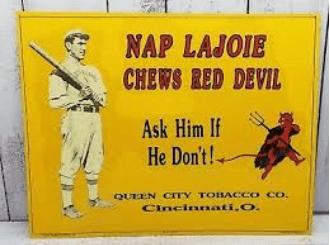 NAP LAJOIE
CHEWS RED DEVIL
Ask Him If
He Don't!
QUEEN CITY TOBACCO CO.
Cincinnati, O.